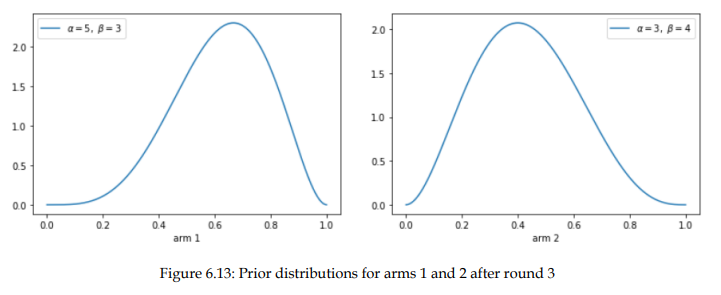 α = 5, β = 3
2.0
1.5
1.0
0.5
0.0
0.0 0.2 0.4 0.6 0.8 1.0
arm 1
α = 3, β = 4
2.0
1.5
1.0
0.5
0.0
0.0 0.2 0.4 0.6 0.8 1.0
arm 2
Figure 6.13: Prior distributions for arms 1 and 2 after round 3